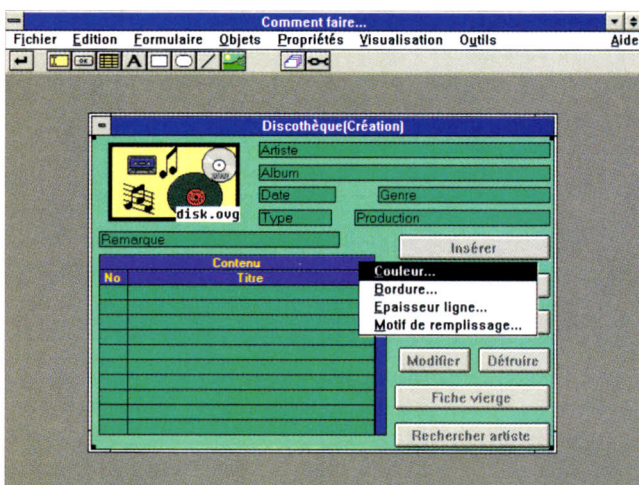 Comment faire...
Fichier Edition Formulaire Objets Propriétés Visualisation Outils Aide
OK A
Discothèque(Création)
Artiste
Album
Date Genre
disk.ovg
Type Production
Remarque
Insérer
Contenu
No Titre
Couleur...
Bordure...
Epaisseur ligne...
Motif de remplissage...
Modifier Détruire
Fiche vierge
Rechercher artiste